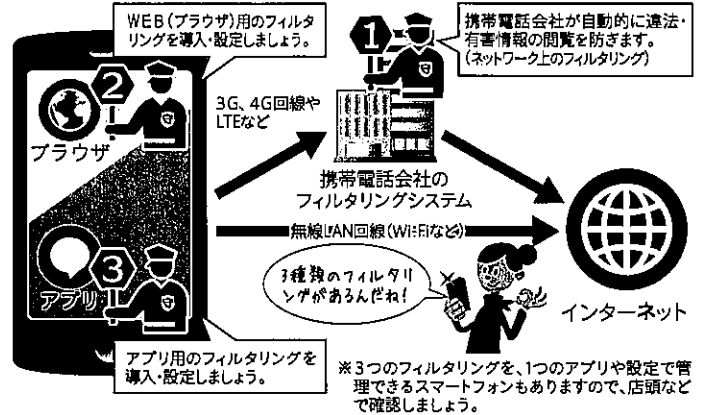 WEB(ブラウザ)用のフィルタ
リングを導入・設定しましょう。
1
携帯電話会社が自動的に違法・
有害情報の閲覧を防ぎます。
(ネットワーク上のフィルタリング)
2
ブラウザ
3G、4G回線や
LTEなど
携帯電話会社の
フィルタリングシステム
無線LAN回線(Wi-Fiなど)
3
アプリ
3種類のフィルタリ
ングがあるんだね!
インターネット
アプリ用のフィルタリングを
導入・設定しましょう。
※3つのフィルタリングを、1つのアプリや設定で管
理できるスマートフォンもありますので、店頭など
で確認しましょう。